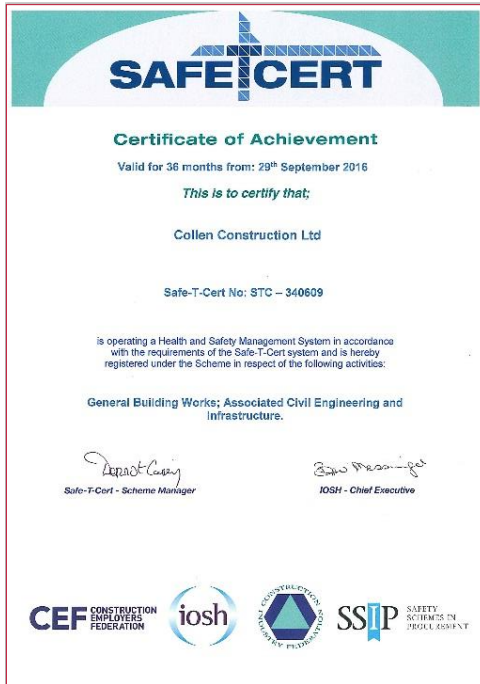 SAFE T CERT
Certificate of Achievement
Valid for 36 months from: 29th September 2016
This is to certify that;
Collen Construction Ltd
Safe-T-Cert No: STC – 340609
is operating a Health and Safety Management System in accordance
with the requirements of the Safe-T-Cert system and is hereby
registered under the Scheme in respect of the following activities:
General Building Works; Associated Civil Engineering and
Infrastructure.
Safe-T-Cert - Scheme Manager
IOSH - Chief Executive
CEF CONSTRUCTION
EMPLOYERS
FEDERATION
iosh
CONSTRUCTION INDUSTRY FEDERATION
SSIP SAFETY
SCHEMES IN
PROCUREMENT